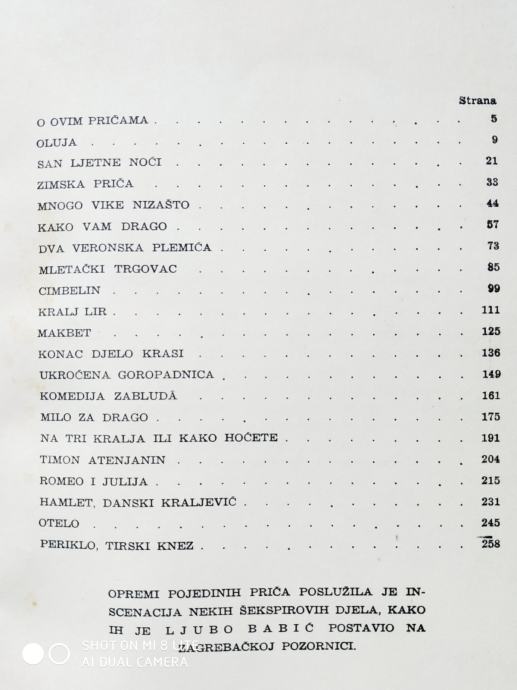 Strana
O OVIM PRIČAMA . . . . . . . . . . . . . . . 5
OLUJA . . . . . . . . . . . . . . . . . . 9
SAN LJETNE NOĆI . . . . . . . . . . . . . . 21
ZIMSKA PRIČA . . . . . . . . . . . . . . . 33
MNOGO VIKE NIZAŠTO . . . . . . . . . . . . . 44
KAKO VAM DRAGO . . . . . . . . . . . . . . 57
DVA VERONSKA PLEMIĆA . . . . . . . . . . . . 73
MLETAČKI TRGOVAC . . . . . . . . . . . . . 85
CIMBELIN . . . . . . . . . . . . . . . . . 99
KRALJ LIR . . . . . . . . . . . . . . . . . 111
MAKBET . . . . . . . . . . . . . . . . . 125
KONAC DJELO KRASI . . . . . . . . . . . . . 136
UKROĆENA GOROPADNICA . . . . . . . . . . . . 149
KOMEDIJA ZABLUDÂ . . . . . . . . . . . . . 161
MILO ZA DRAGO . . . . . . . . . . . . . . . 175
NA TRI KRALJA ILI KAKO HOĆETE . . . . . . . . . 191
TIMON ATENJANIN . . . . . . . . . . . . . . 204
ROMEO I JULIJA . . . . . . . . . . . . . . . 215
HAMLET, DANSKI KRALJEVIĆ . . . . . . . . . . . 231
OTELO . . . . . . . . . . . . . . . . . . 245
PERIKLO, TIRSKI KNEZ . . . . . . . . . . . . . 258
OPREMI POJEDINIH PRIČA POSLUŽILA JE IN-
SCENACIJA NEKIH ŠEKSPIROVIH DJELA, KAKO
IH JE LJUBO BABIĆ POSTAVIO NA
ZAGREBAČKOJ POZORNICI.
SHOT ON MI 8 LITE
AI DUAL CAMERA